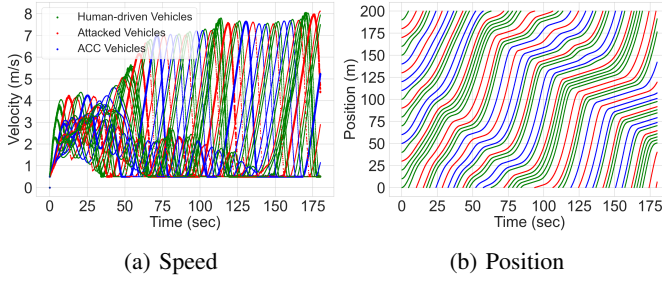 8
7
6
5
4
3
2
1
0
Velocity (m/s)
Human-driven Vehicles
Attacked Vehicles
ACC Vehicles
0 25 50 75 100 125 150 175
Time (sec)
(a) Speed
200
175
150
125
100
75
50
25
0
Position (m)
0 25 50 75 100 125 150 175
Time (sec)
(b) Position